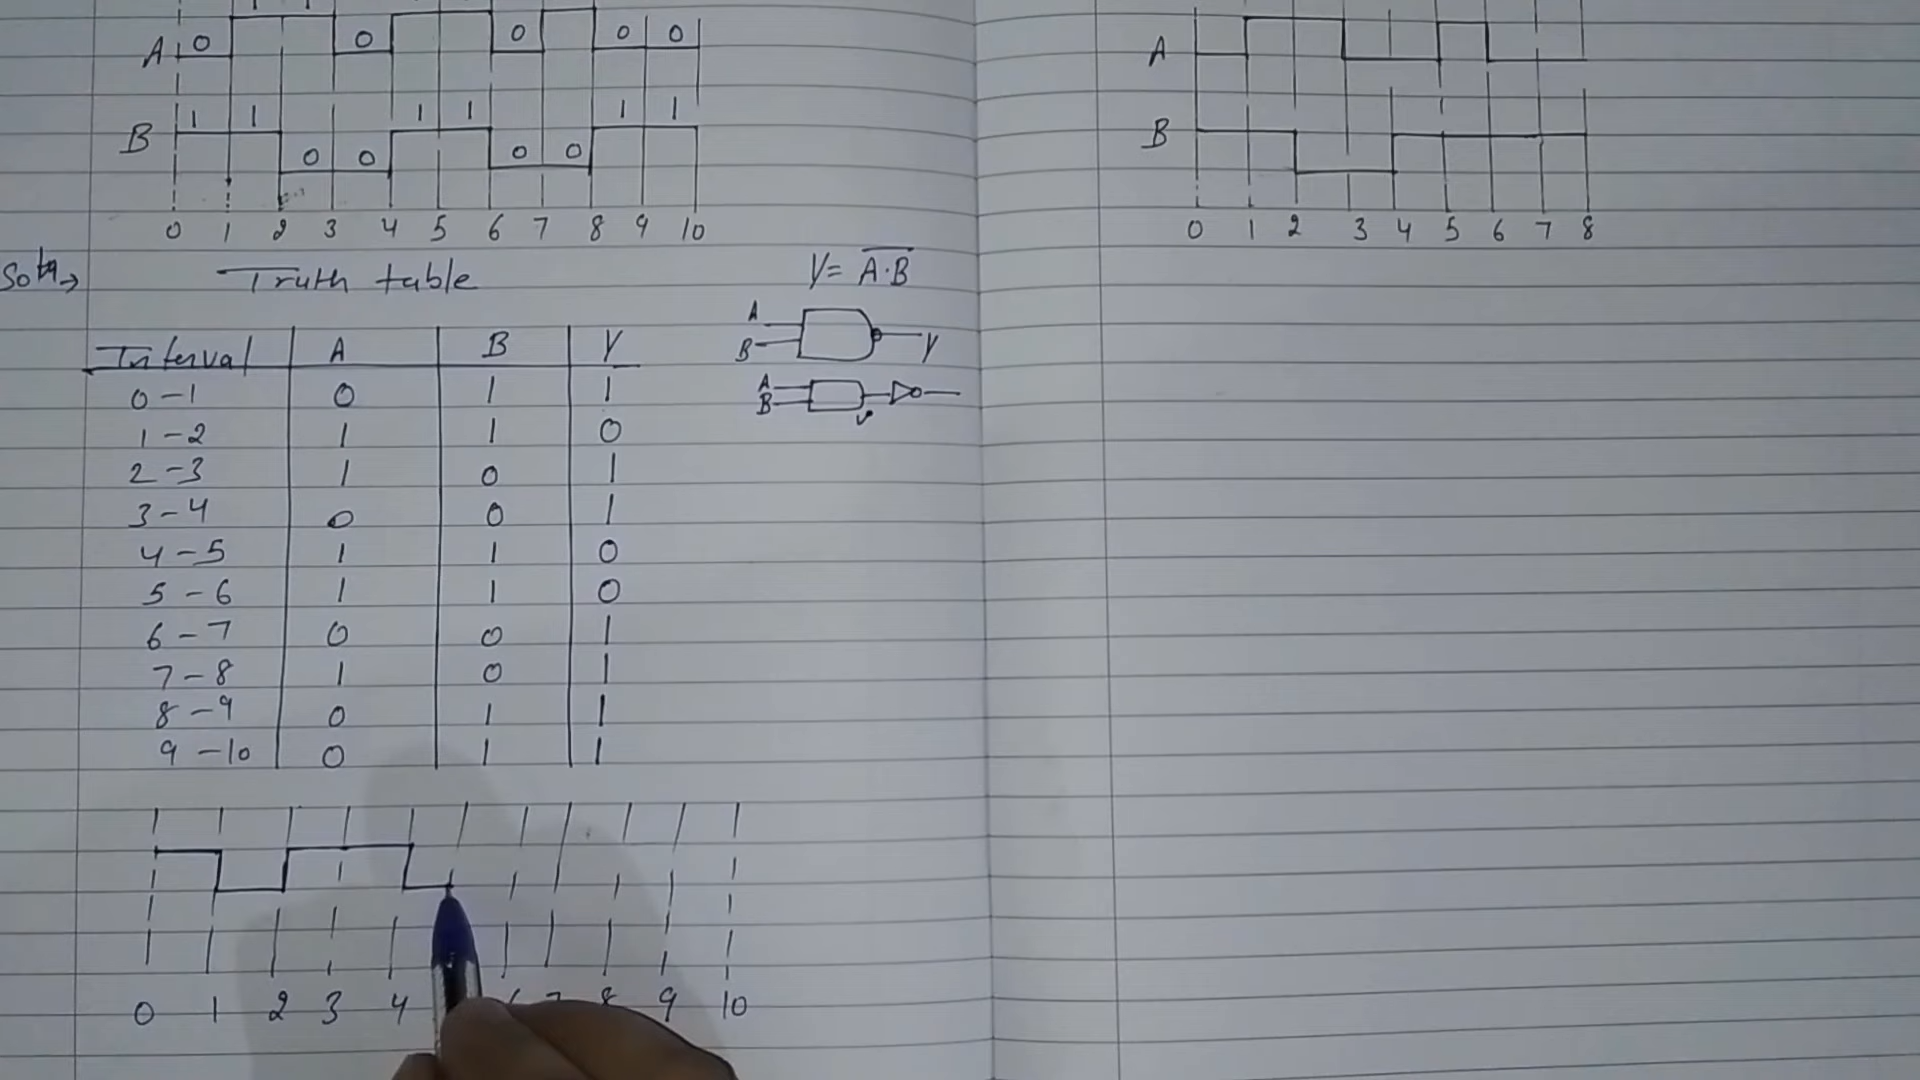 A 0 0 0 0 0
1 1 1 1 1 1
B 0 0 0 0
0 1 2 3 4 5 6 7 8 9 10
Soln→ Truth table
Interval A B Y
0-1 0 1 1
1-2 1 1 0
2-3 1 0 1
3-4 0 0 1
4-5 1 1 0
5-6 1 1 0
6-7 0 0 1
7-8 1 0 1
8-9 0 1 1
9-10 0 1 1
0 1 2 3 4 6 7 8 9 10
Y = \overline{A·B}
A
B Y
A
B
A
B
0 1 2 3 4 5 6 7 8